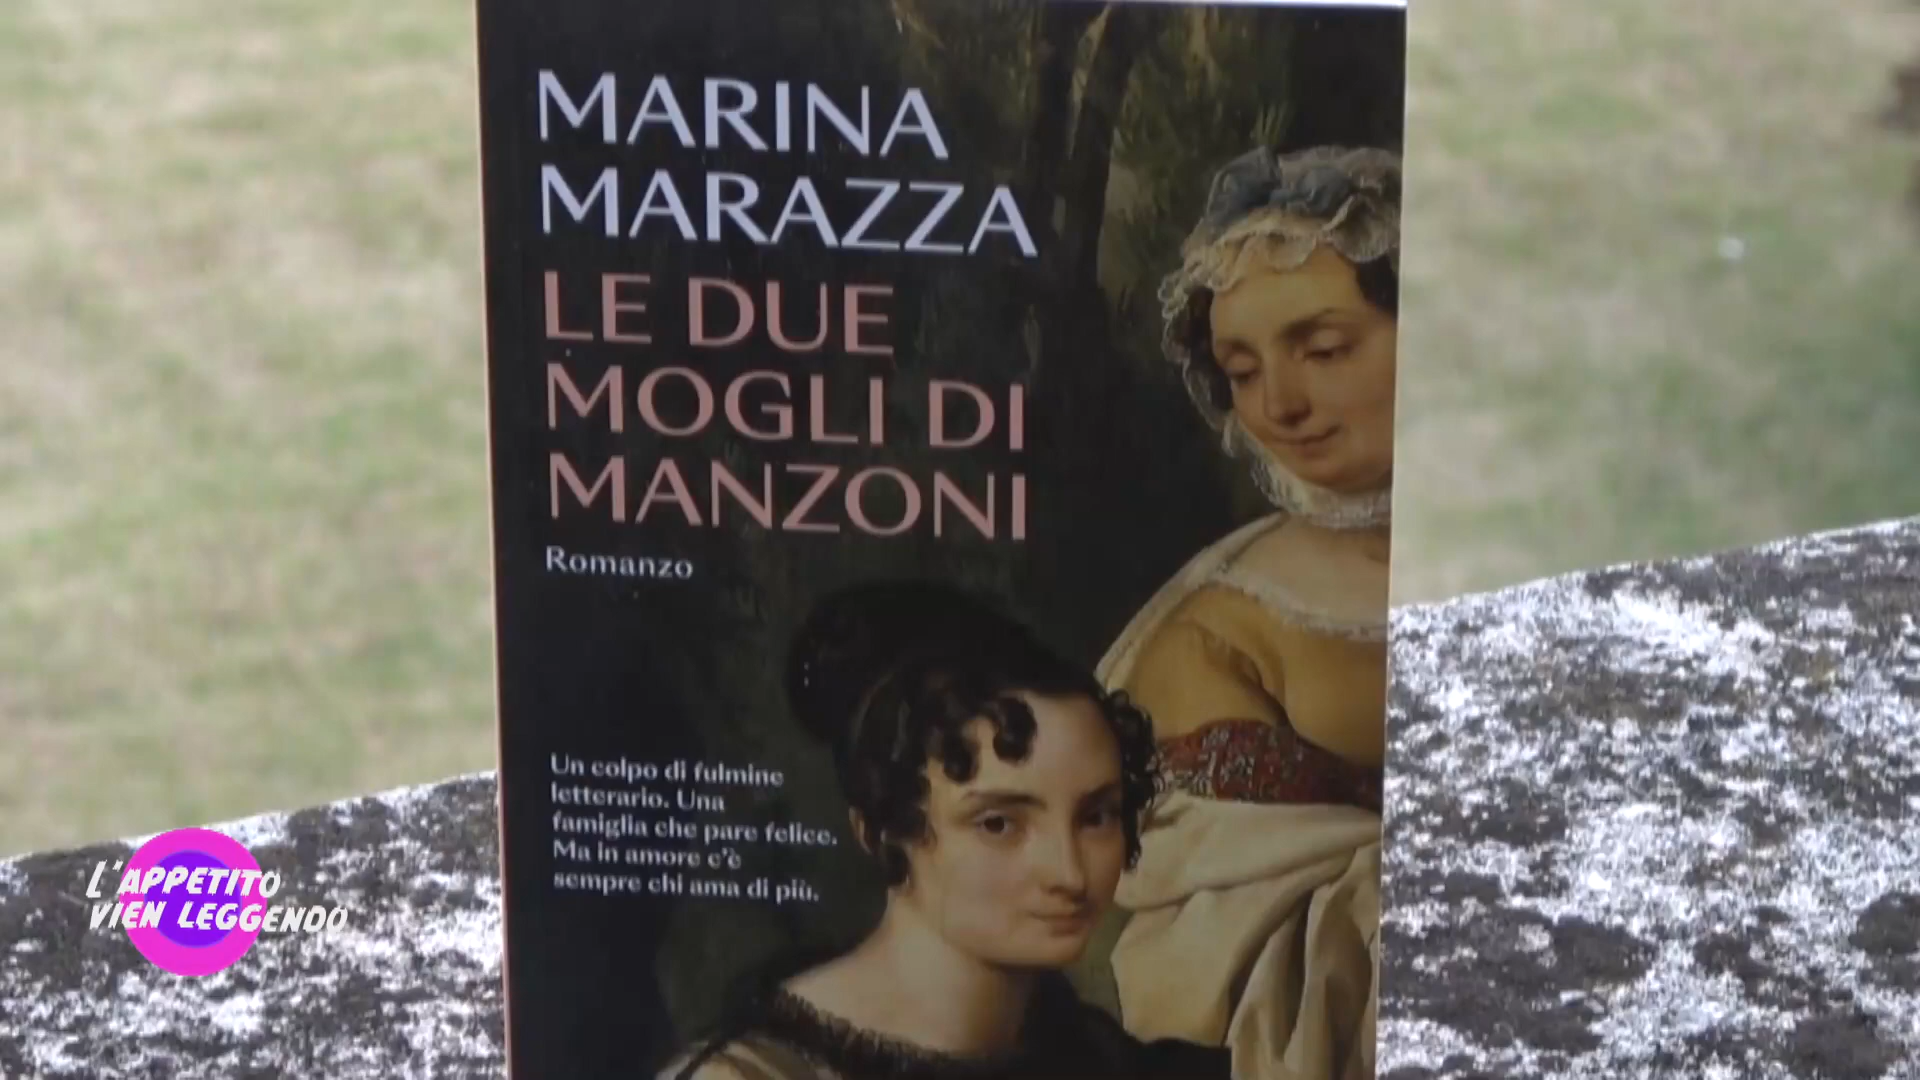 MARINA
MARAZZA
LE DUE
MOGLI DI
MANZONI
Romanzo
Un colpo di fulmine
letterario. Una
famiglia che pare felice.
Ma in amore c'è
sempre chi ama di più.
L'APPETITO
VIEN LEGGENDO